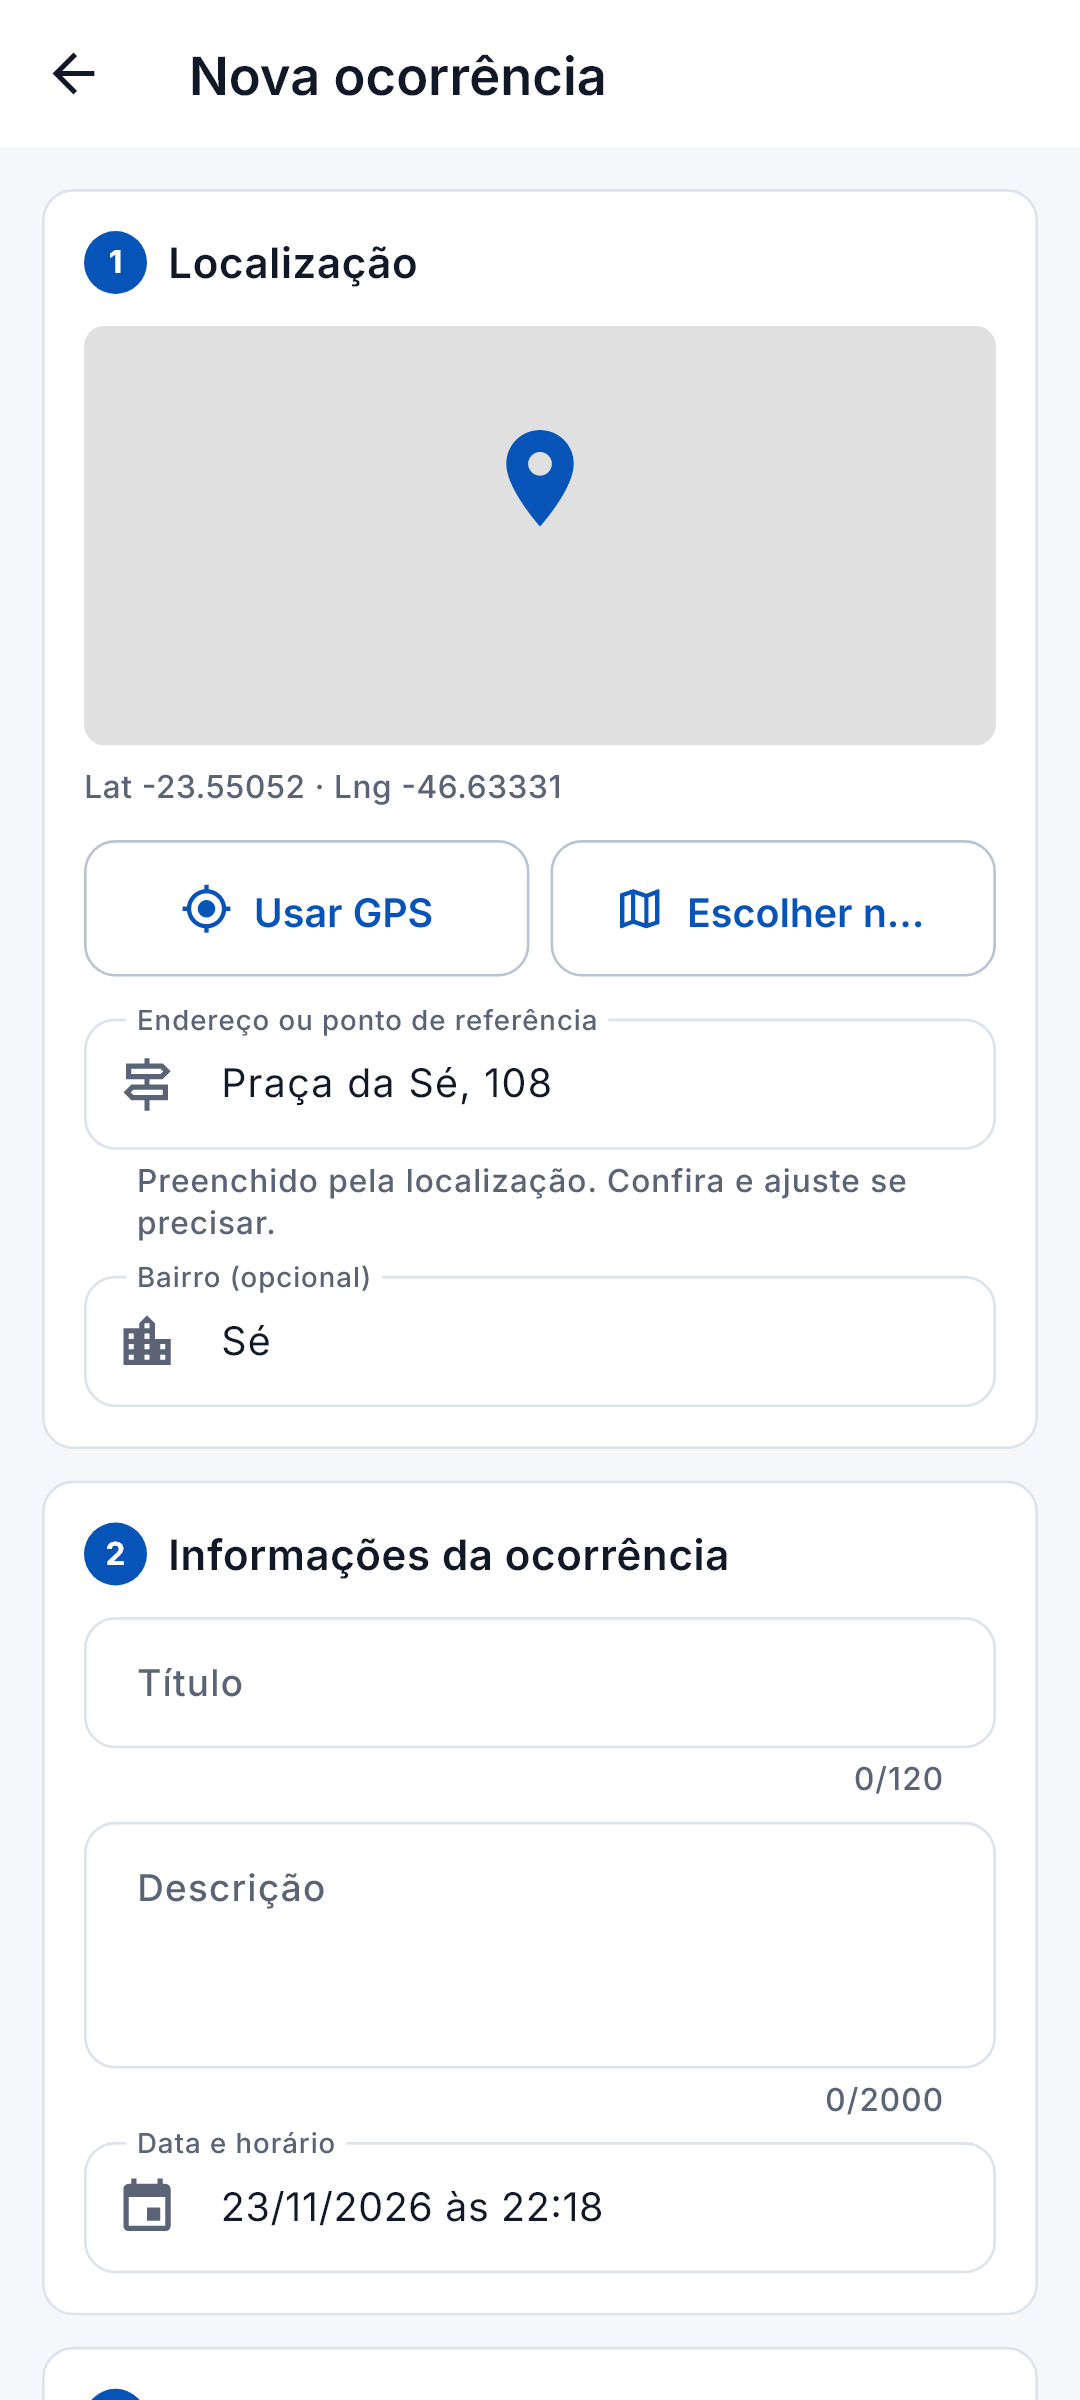 Nova ocorrência
1 Localização
Lat -23.55052 · Lng -46.63331
Usar GPS
Escolher n...
Endereço ou ponto de referência
Praça da Sé, 108
Preenchido pela localização. Confira e ajuste se
precisar.
Bairro (opcional)
Sé
2 Informações da ocorrência
Título
0/120
Descrição
0/2000
Data e horário
23/11/2026 às 22:18